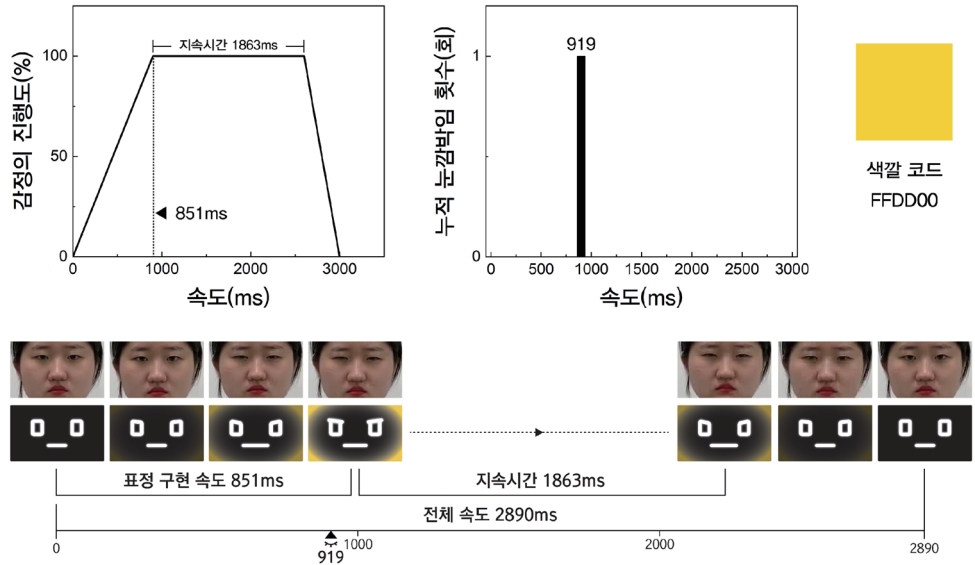 감정의 진행도(%)
100
50
0
지속시간 1863ms
◀ 851ms
0 1000 2000 3000
속도(ms)
누적 눈깜박임 횟수(회)
1
0
919
0 500 1000 1500 2000 2500 3000
속도(ms)
색깔 코드
FFDD00
표정 구현 속도 851ms
지속시간 1863ms
전체 속도 2890ms
0 919 1000 2000 2890